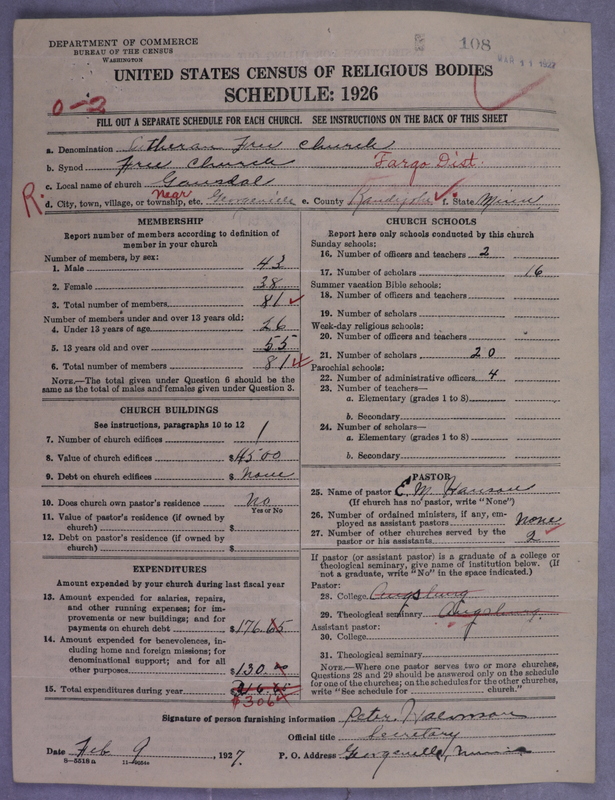 DEPARTMENT OF COMMERCE
BUREAU OF THE CENSUS
WASHINGTON
108
MAR 11 1927
UNITED STATES CENSUS OF RELIGIOUS BODIES
SCHEDULE: 1926
0-2
FILL OUT A SEPARATE SCHEDULE FOR EACH CHURCH. SEE INSTRUCTIONS ON THE BACK OF THIS SHEET
a. Denomination Lutheran Free Church
b. Synod Free Church Fargo Dist.
c. Local name of church Gausdal
R. d. City, town, village, or township, etc. near Georgeville e. County Kandiyohi f. State Minn
MEMBERSHIP
Report number of members according to definition of
member in your church
Number of members, by sex:
1. Male 43
2. Female 38
3. Total number of members 81
Number of members under and over 13 years old:
4. Under 13 years of age 26
5. 13 years old and over 55
6. Total number of members 81
NOTE.—The total given under Question 6 should be the
same as the total of males and females given under Question 3.
CHURCH BUILDINGS
See instructions, paragraphs 10 to 12
7. Number of church edifices 1
8. Value of church edifices $4500
9. Debt on church edifices $ None
10. Does church own pastor's residence No
Yes or No
11. Value of pastor's residence (if owned by
church) $
12. Debt on pastor's residence (if owned by
church) $
EXPENDITURES
Amount expended by your church during last fiscal year
13. Amount expended for salaries, repairs,
and other running expenses; for im-
provements or new buildings; and for
payments on church debt $176.65
14. Amount expended for benevolences, in-
cluding home and foreign missions; for
denominational support; and for all
other purposes $130.
15. Total expenditures during year
$306
CHURCH SCHOOLS
Report here only schools conducted by this church
Sunday schools:
16. Number of officers and teachers 2
17. Number of scholars 16
Summer vacation Bible schools:
18. Number of officers and teachers
19. Number of scholars
Week-day religious schools:
20. Number of officers and teachers
21. Number of scholars 20
Parochial schools:
22. Number of administrative officers 4
23. Number of teachers—
a. Elementary (grades 1 to 8)
b. Secondary
24. Number of scholars—
a. Elementary (grades 1 to 8)
b. Secondary
PASTOR
25. Name of pastor E M. Hanson
(If church has no pastor, write "None")
26. Number of ordained ministers, if any, em-
ployed as assistant pastors None
27. Number of other churches served by the
pastor or his assistants 2
If pastor (or assistant pastor) is a graduate of a college or
theological seminary, give name of institution below. (If
not a graduate, write "No" in the space indicated.)
Pastor:
28. College Augsburg
29. Theological seminary Augsburg.
Assistant pastor:
30. College
31. Theological seminary
NOTE.—Where one pastor serves two or more churches,
Questions 28 and 29 should be answered only on the schedule
for one of the churches; on the schedules for the other churches,
write "See schedule for church."
Signature of person furnishing information Peter
Official title Secretary
Date Feb 9, 1927. P. O. Address Georgeville, Minn
8-5518a